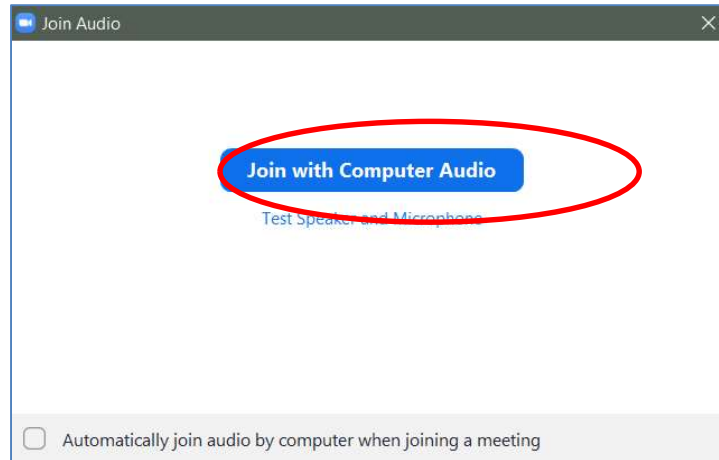 Join Audio
Join with Computer Audio
Test Speaker and Microphone
Automatically join audio by computer when joining a meeting